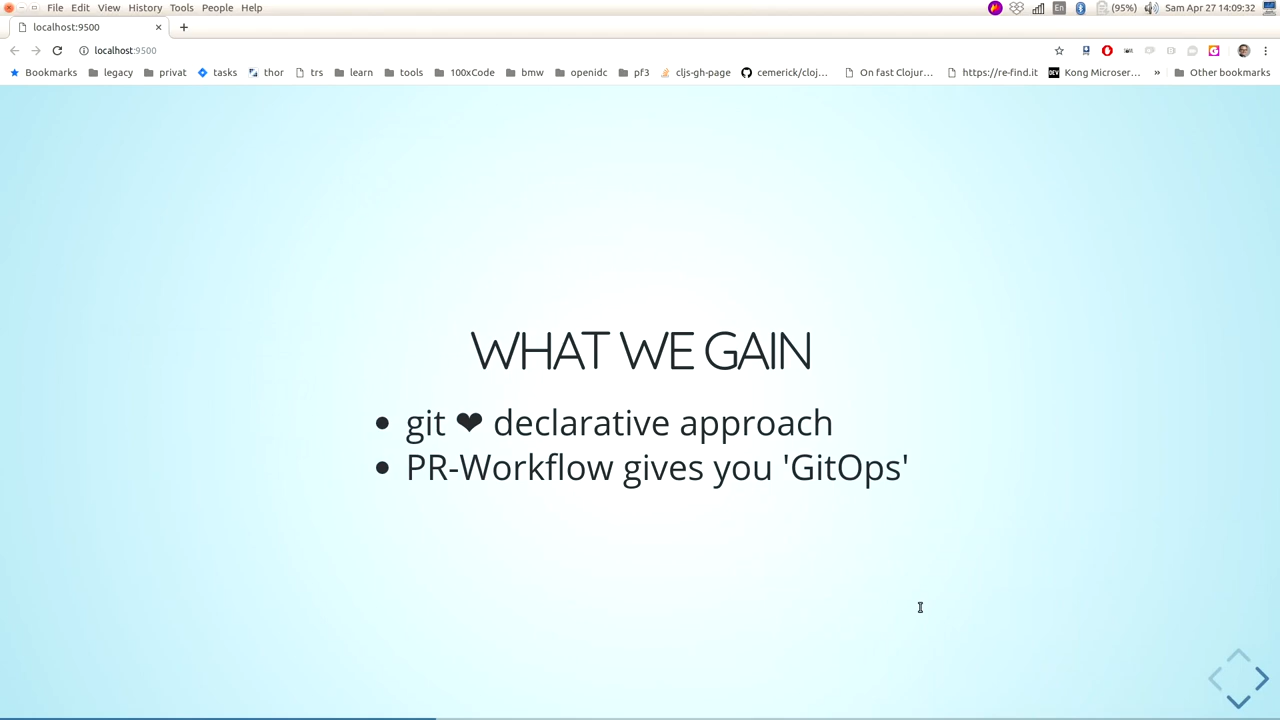 File Edit View History Tools People Help
En (95%) Sam Apr 27 14:09:32
localhost:9500
localhost:9500
Bookmarks legacy privat tasks thor trs learn tools 100xCode bmw openidc pf3 cljs-gh-page cemerick/cloj… On fast Clojur… https://re-find.it DEV Kong Microser… » Other bookmarks
WHAT WE GAIN
• git ❤ declarative approach
• PR-Workflow gives you 'GitOps'